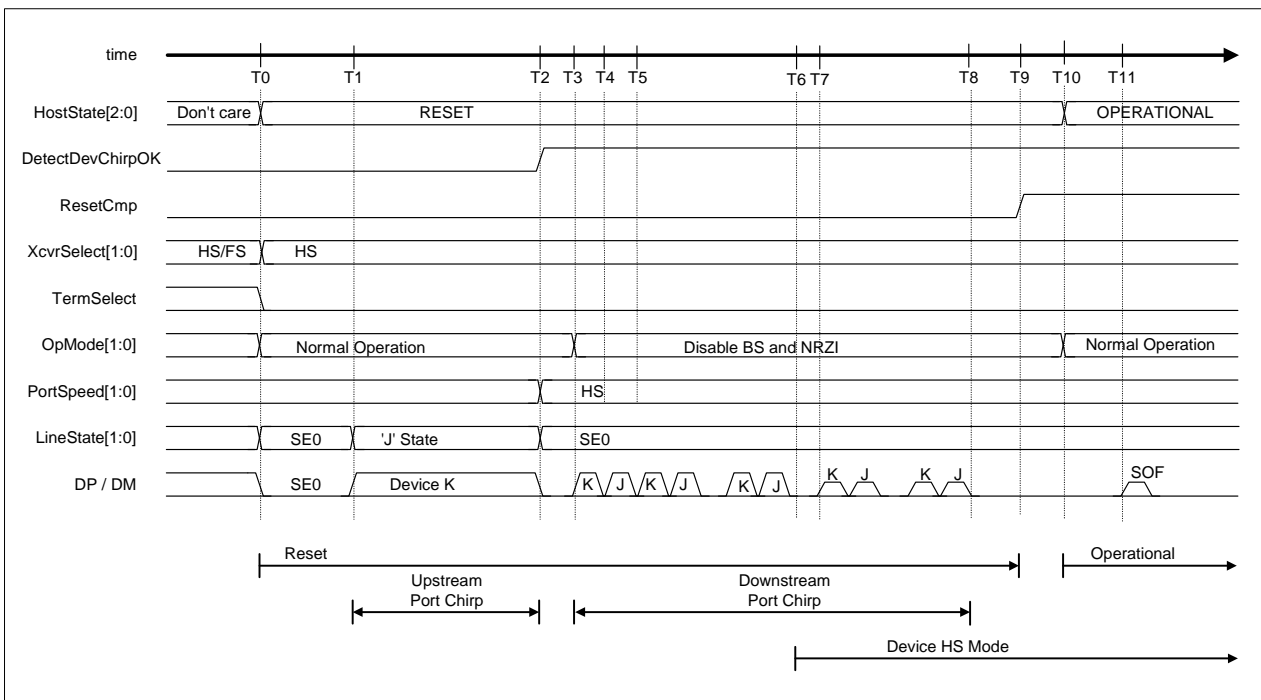 time
T0 T1 T2 T3 T4 T5 T6 T7 T8 T9 T10 T11
HostState[2:0] Don't care RESET OPERATIONAL
DetectDevChirpOK
ResetCmp
XcvrSelect[1:0] HS/FS HS
TermSelect
OpMode[1:0] Normal Operation Disable BS and NRZI Normal Operation
PortSpeed[1:0] HS
LineState[1:0] SE0 'J' State SE0
DP / DM SE0 Device K K J K J K J K J K J SOF
Reset Operational
Upstream Downstream
Port Chirp Port Chirp
Device HS Mode